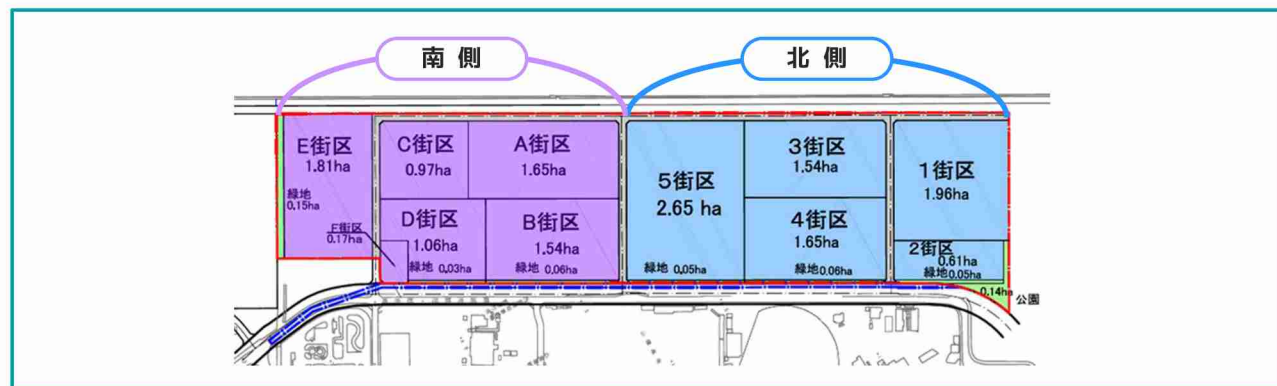 南 側
北 側
E街区
1.81ha
緑地
0.15ha
F街区
0.17ha
C街区
0.97ha
A街区
1.65ha
D街区
1.06ha
緑地 0.03ha
B街区
1.54ha
緑地 0.06ha
5街区
2.65 ha
緑地 0.05ha
3街区
1.54ha
4街区
1.65ha
緑地0.06ha
1街区
1.96ha
2街区
0.61ha
緑地0.05ha
0.14ha
公園